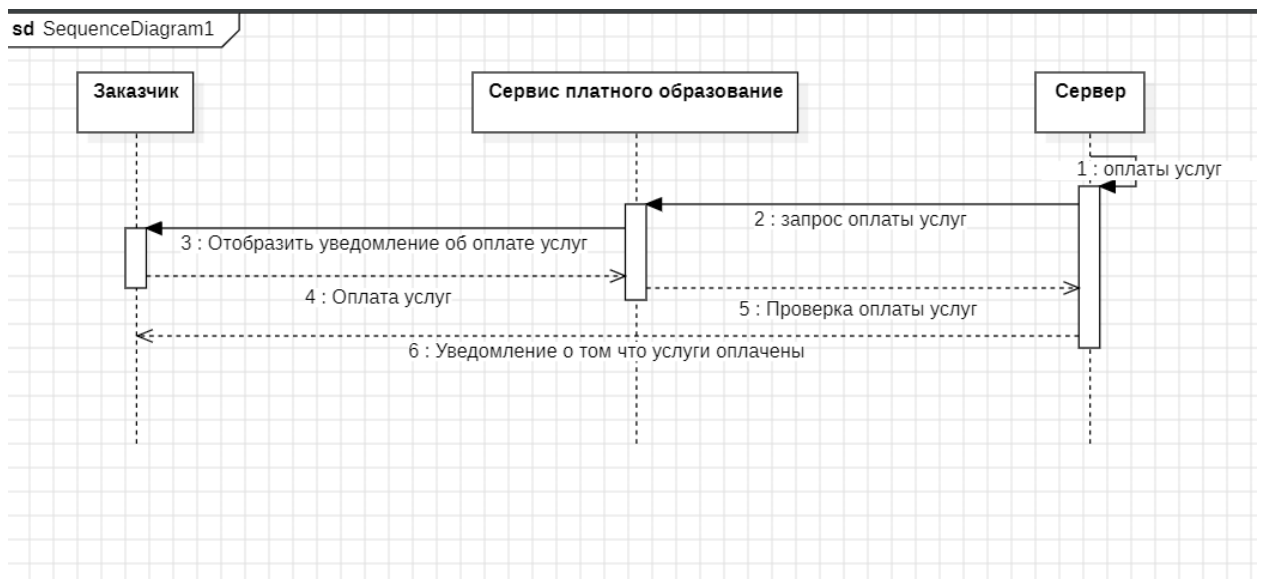 sd SequenceDiagram1
Заказчик
Сервис платного образование
Сервер
1 : оплаты услуг
2 : запрос оплаты услуг
3 : Отобразить уведомление об оплате услуг
4 : Оплата услуг
5 : Проверка оплаты услуг
6 : Уведомление о том что услуги оплачены